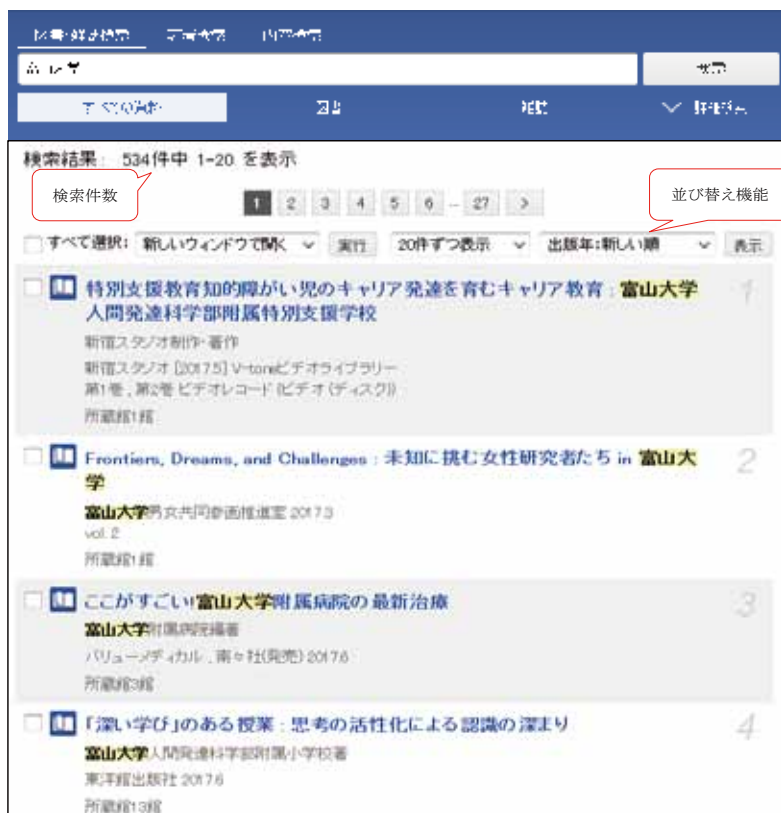 検索結果： 534件中 1-20 を表示
検索件数
並び替え機能
1 2 3 4 5 6 … 27 >
すべて選択： 新しいウィンドウで開く 実行 20件ずつ表示 出版年：新しい順 表示
特別支援教育知的障がい児のキャリア発達を育むキャリア教育 : 富山大学 1
人間発達科学部附属特別支援学校
新宿スタジオ制作・著作
新宿スタジオ [2017.5] V-toneビデオライブラリー
第1巻 , 第2巻 ビデオレコード (ビデオ (ディスク))
所蔵館1館
Frontiers, Dreams, and Challenges : 未知に挑む女性研究者たち in 富山大 2
学
富山大学男女共同参画推進室 2017.3
vol. 2
所蔵館1館
ここがすごい!富山大学附属病院の最新治療 3
富山大学附属病院編著
バリューメディカル , 南々社(発売) 2017.6
所蔵館3館
「深い学び」のある授業 : 思考の活性化による認識の深まり 4
富山大学人間発達科学部附属小学校著
東洋館出版社 2017.6
所蔵館13館